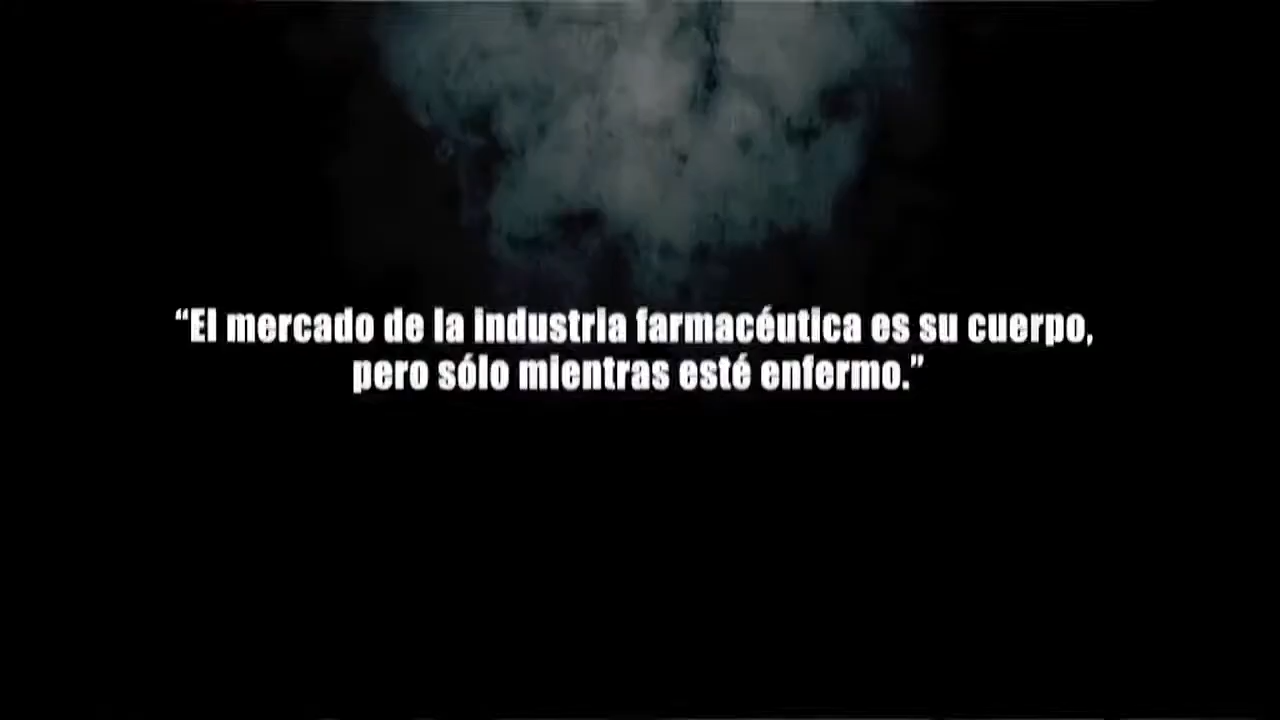 “El mercado de la industria farmacéutica es su cuerpo,
pero sólo mientras esté enfermo.”